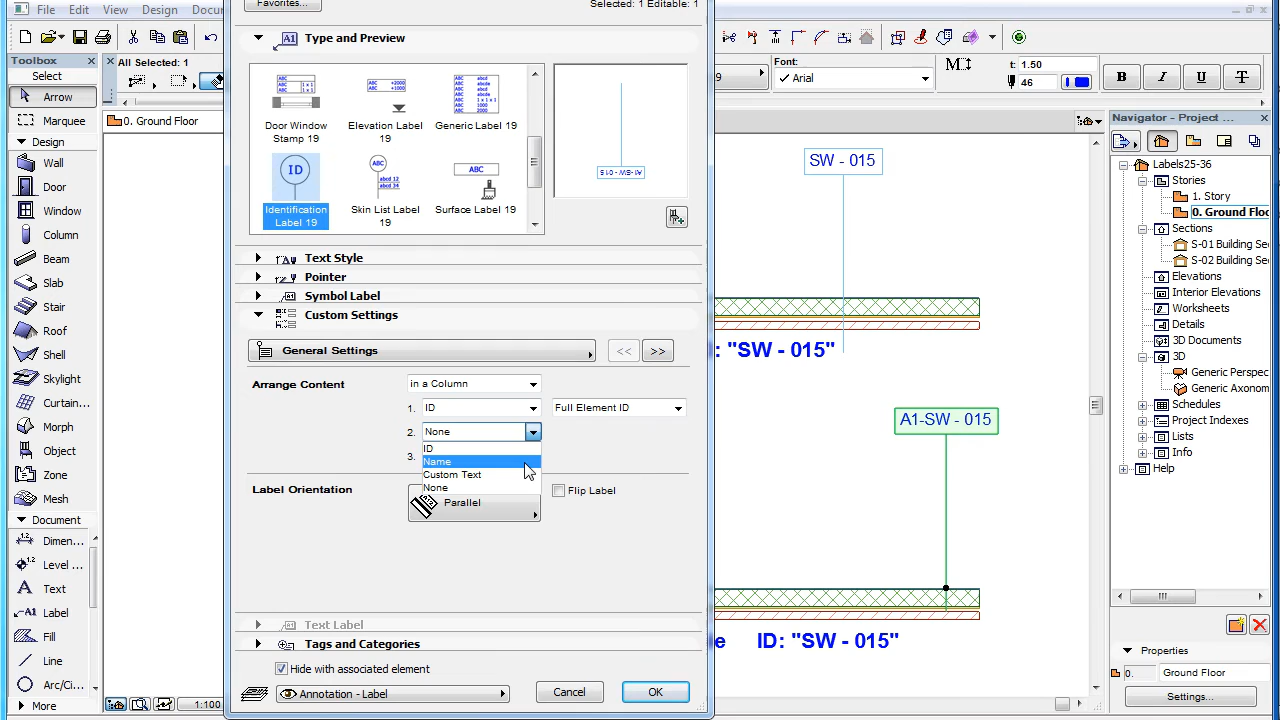 File Edit View Design
Favorites...
Selected: 1 Editable: 1
Toolbox
Select
Arrow
Marquee
Design
Wall
Door
Window
Column
Beam
Slab
Stair
Roof
Shell
Skylight
Curtain...
Morph
Object
Zone
Mesh
Document
Dimen...
Level ...
Text
Label
Fill
Line
Arc/Ci...
More
All Selected: 1
0. Ground Floor
1:100
Type and Preview
Door Window Stamp 19
Elevation Label 19
Generic Label 19
Identification Label 19
Skin List Label 19
Surface Label 19
A1-SW - 015
Text Style
Pointer
Symbol Label
Custom Settings
General Settings
<<
>>
Arrange Content
in a Column
1.
ID
Full Element ID
2.
None
3.
ID
Name
Custom Text
None
Label Orientation
Parallel
Flip Label
Text Label
Tags and Categories
Hide with associated element
Annotation - Label
Cancel
OK
Font:
Arial
1.50
46
B
I
U
T
SW - 015
: "SW - 015"
A1-SW - 015
e ID: "SW - 015"
Navigator - Project ...
Labels25-36
Stories
1. Story
0. Ground Floo
Sections
S-01 Building Se
S-02 Building Se
Elevations
Interior Elevations
Worksheets
Details
3D Documents
3D
Generic Perspec
Generic Axonom
Schedules
Project Indexes
Lists
Info
Help
Properties
0.
Ground Floor
Settings...